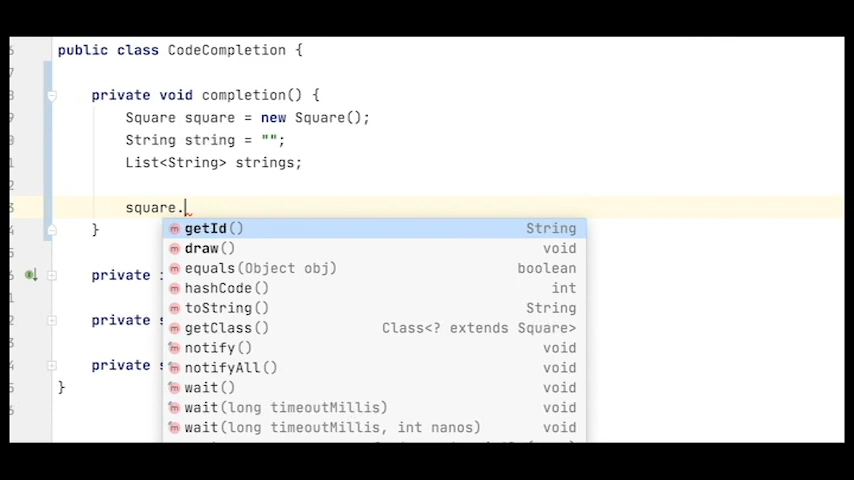 public class CodeCompletion {
private void completion() {
Square square = new Square();
String string = "";
List<String> strings;
square.
getId() String
}
draw() void
equals(Object obj) boolean
private
hashCode() int
toString() String
private s
getClass() Class<? extends Square>
notify() void
private s
notifyAll() void
}
wait() void
wait(long timeoutMillis) void
wait(long timeoutMillis, int nanos) void